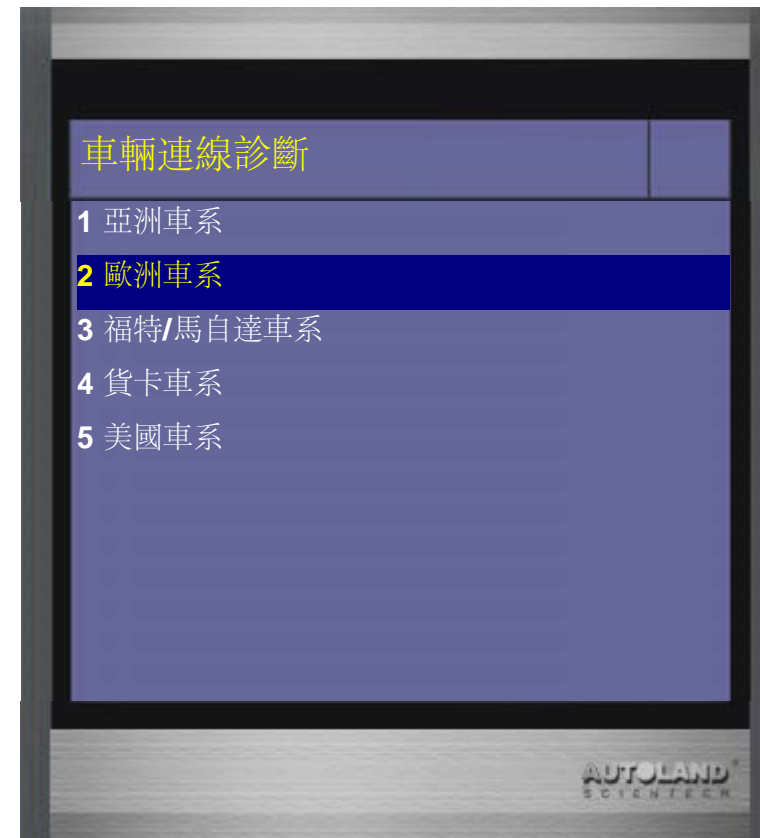 車輛連線診斷
1 亞洲車系
2 歐洲車系
3 福特/馬自達車系
4 貨卡車系
5 美國車系
AUTOLAND
SCIENTECH